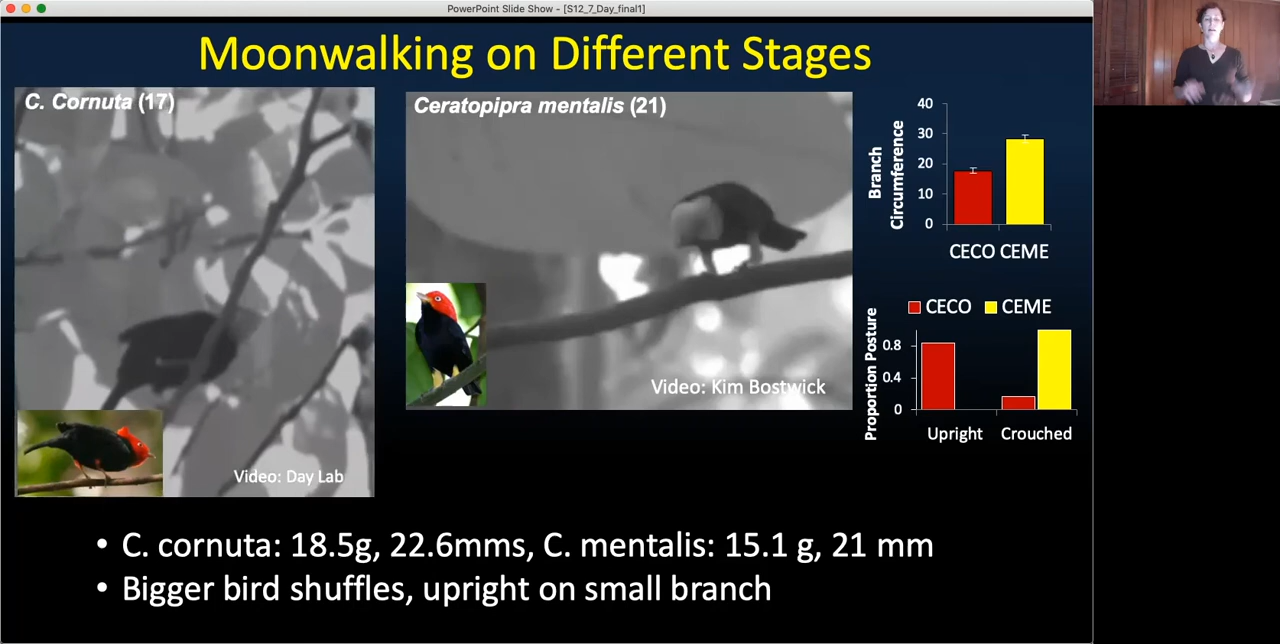 PowerPoint Slide Show - [S12_7_Day_final1]
Moonwalking on Different Stages
C. Cornuta (17)
Video: Day Lab
Ceratopipra mentalis (21)
Video: Kim Bostwick
Branch
Circumference
40
30
20
10
0
CECO CEME
CECO CEME
Proportion Posture
0.8
0.4
0
Upright Crouched
• C. cornuta: 18.5g, 22.6mms, C. mentalis: 15.1 g, 21 mm
• Bigger bird shuffles, upright on small branch